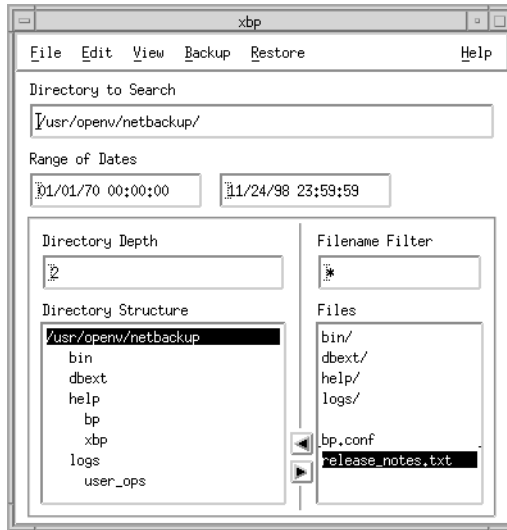 xbp
File Edit View Backup Restore Help
Directory to Search
/usr/openv/netbackup/
Range of Dates
01/01/70 00:00:00 11/24/98 23:59:59
Directory Depth
2
Directory Structure
/usr/openv/netbackup
bin
dbext
help
bp
xbp
logs
user_ops
Filename Filter
*
Files
bin/
dbext/
help/
logs/
bp.conf
release_notes.txt